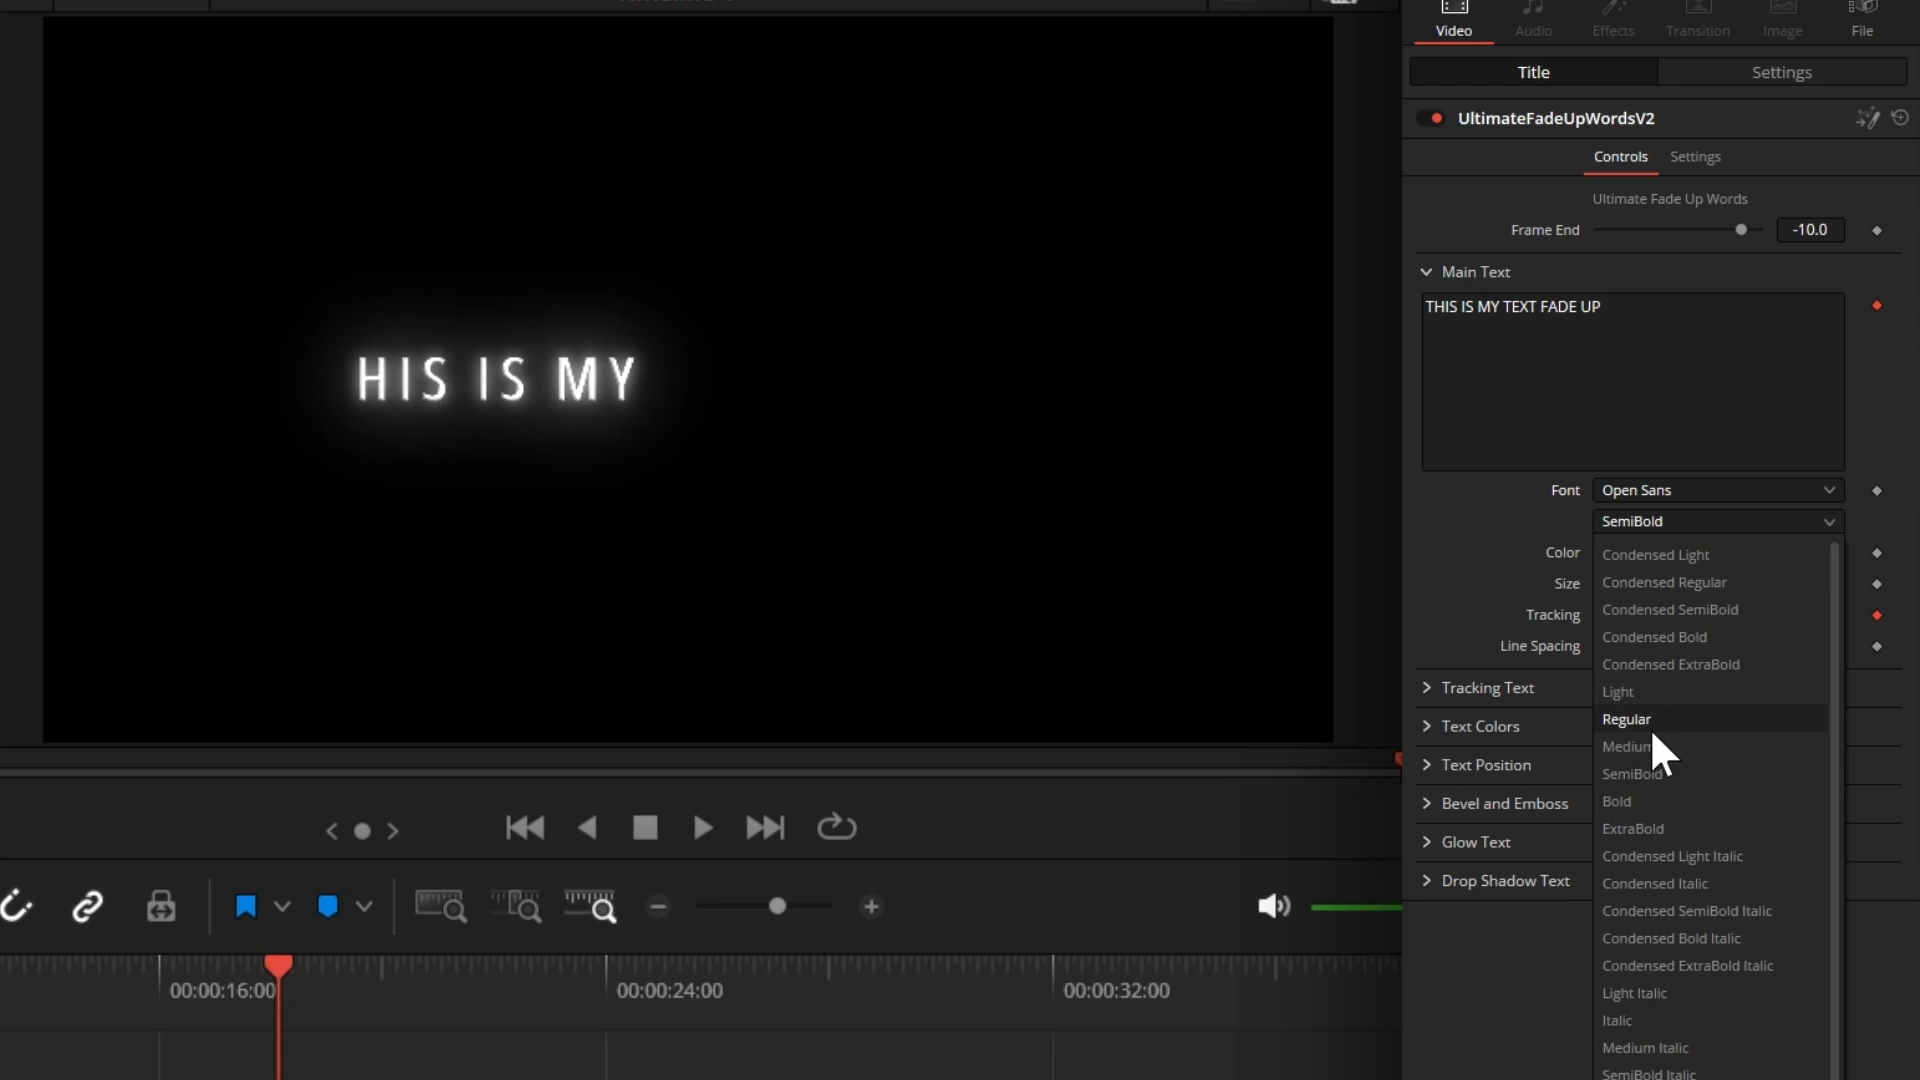 Video
Audio
Effects
Transition
Image
File
Title
Settings
UltimateFadeUpWordsV2
Controls
Settings
Ultimate Fade Up Words
Frame End
-10.0
Main Text
THIS IS MY TEXT FADE UP
HIS IS MY
Font
Open Sans
SemiBold
Color
Size
Tracking
Line Spacing
Condensed Light
Condensed Regular
Condensed SemiBold
Condensed Bold
Condensed ExtraBold
Light
Regular
Medium
SemiBold
Bold
ExtraBold
Condensed Light Italic
Condensed Italic
Condensed SemiBold Italic
Condensed Bold Italic
Condensed ExtraBold Italic
Light Italic
Italic
Medium Italic
SemiBold Italic
Tracking Text
Text Colors
Text Position
Bevel and Emboss
Glow Text
Drop Shadow Text
00:00:16:00
00:00:24:00
00:00:32:00